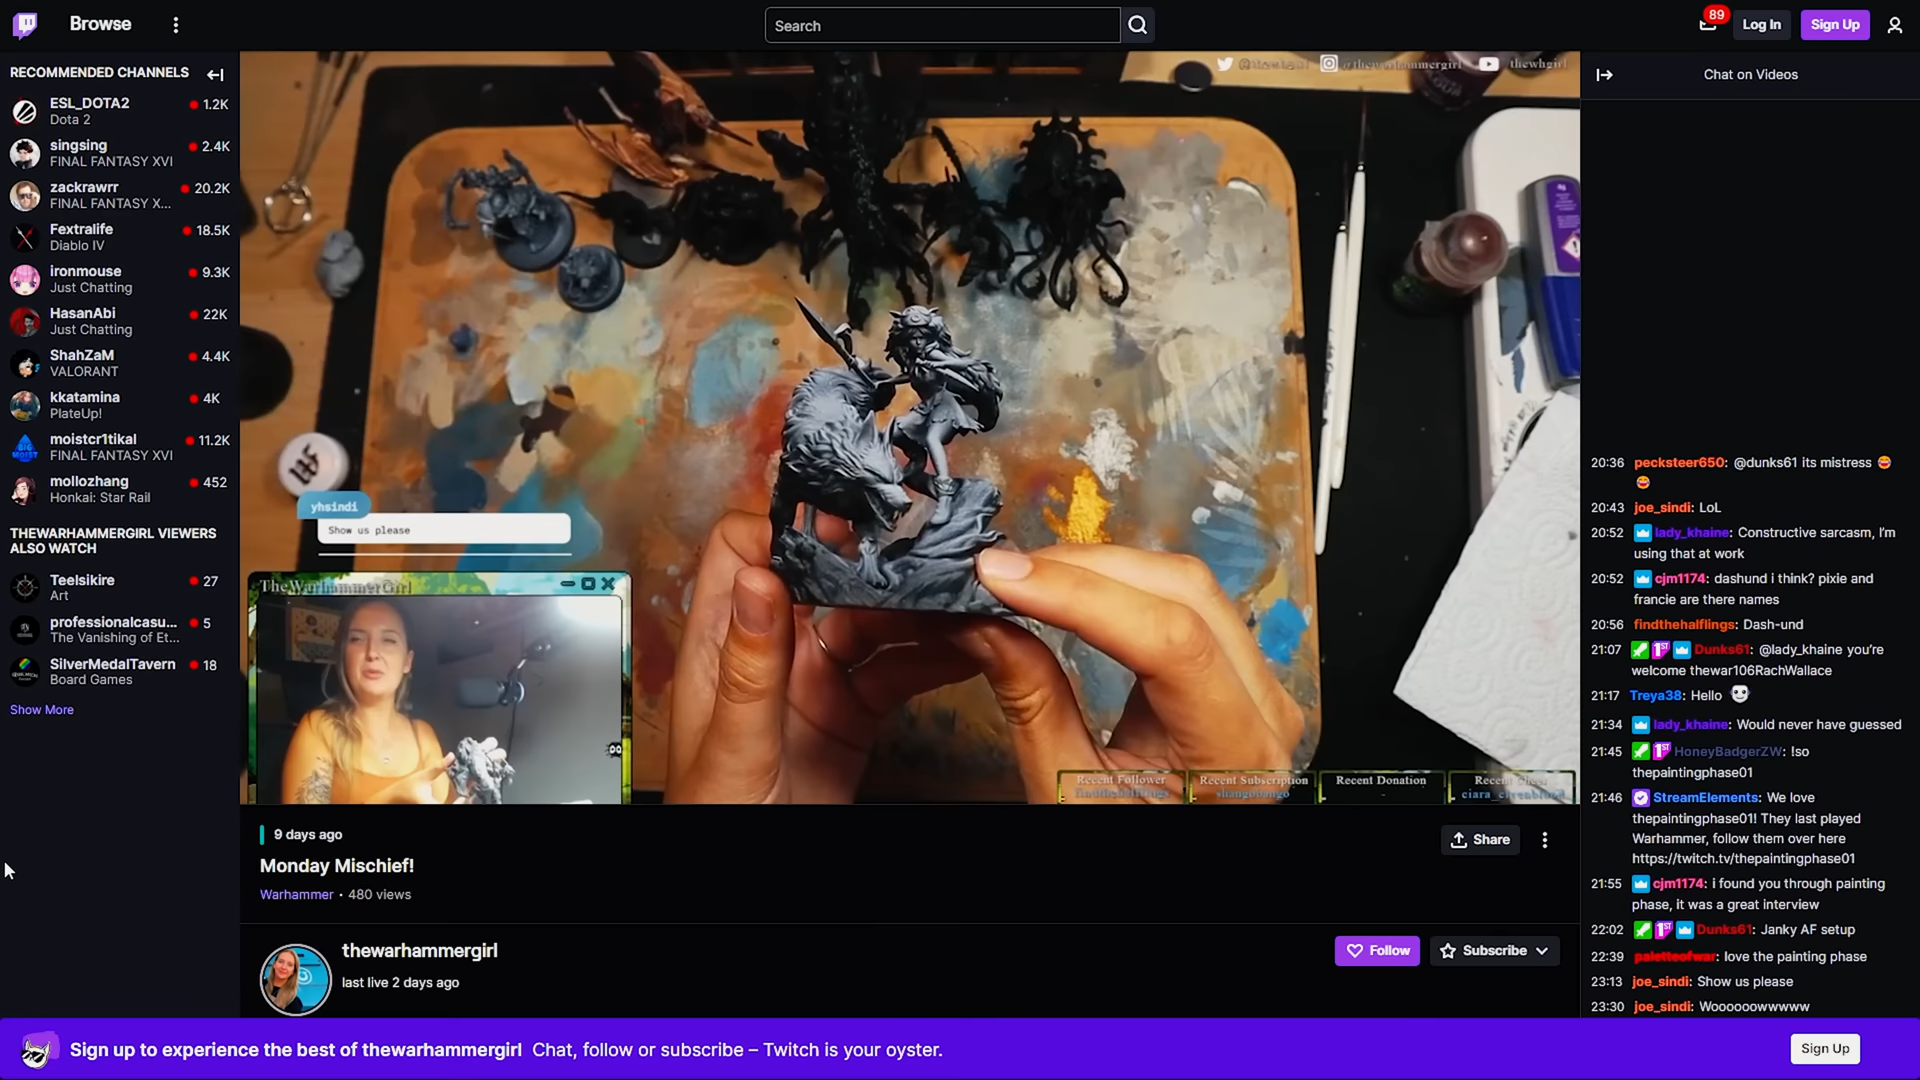 Browse
Search
89
Log In
Sign Up
RECOMMENDED CHANNELS
ESL_DOTA2
1.2K
Dota 2
singsing
2.4K
FINAL FANTASY XVI
zackrawrr
20.2K
FINAL FANTASY X...
Fextralife
18.5K
Diablo IV
ironmouse
9.3K
Just Chatting
HasanAbi
22K
Just Chatting
ShahZaM
4.4K
VALORANT
kkatamina
4K
PlateUp!
moistcr1tikal
11.2K
FINAL FANTASY XVI
mollozhang
452
Honkai: Star Rail
THEWARHAMMERGIRL VIEWERS
ALSO WATCH
Teelsikire
27
Art
professionalcasu...
5
The Vanishing of Et...
SilverMedalTavern
18
Board Games
Show More
thewhgirl
yhsindi
Show us please
TheWarhammerGirl
Recent Follower
findthehalflings
Recent Subscription
shangobango
Recent Donation
-
Recent
9 days ago
Share
Monday Mischief!
Warhammer • 480 views
thewarhammergirl
last live 2 days ago
Follow
Subscribe
Chat on Videos
20:36 pecksteer650: @dunks61 its mistress
20:43 joe_sindi: LoL
20:52 lady_khaine: Constructive sarcasm, I'm
using that at work
20:52 cjm1174: dashund i think? pixie and
francie are there names
20:56 findthehalflings: Dash-und
21:07 Dunks61: @lady_khaine you're
welcome thewar106RachWallace
21:17 Treya38: Hello
21:34 lady_khaine: Would never have guessed
21:45 HoneyBadgerZW: !so
thepaintingphase01
21:46 StreamElements: We love
thepaintingphase01! They last played
Warhammer, follow them over here
https://twitch.tv/thepaintingphase01
21:55 cjm1174: i found you through painting
phase, it was a great interview
22:02 Dunks61: Janky AF setup
22:39 paletteofwar: love the painting phase
23:13 joe_sindi: Show us please
23:30 joe_sindi: Woooooowwwww
Sign up to experience the best of thewarhammergirl Chat, follow or subscribe – Twitch is your oyster.
Sign Up